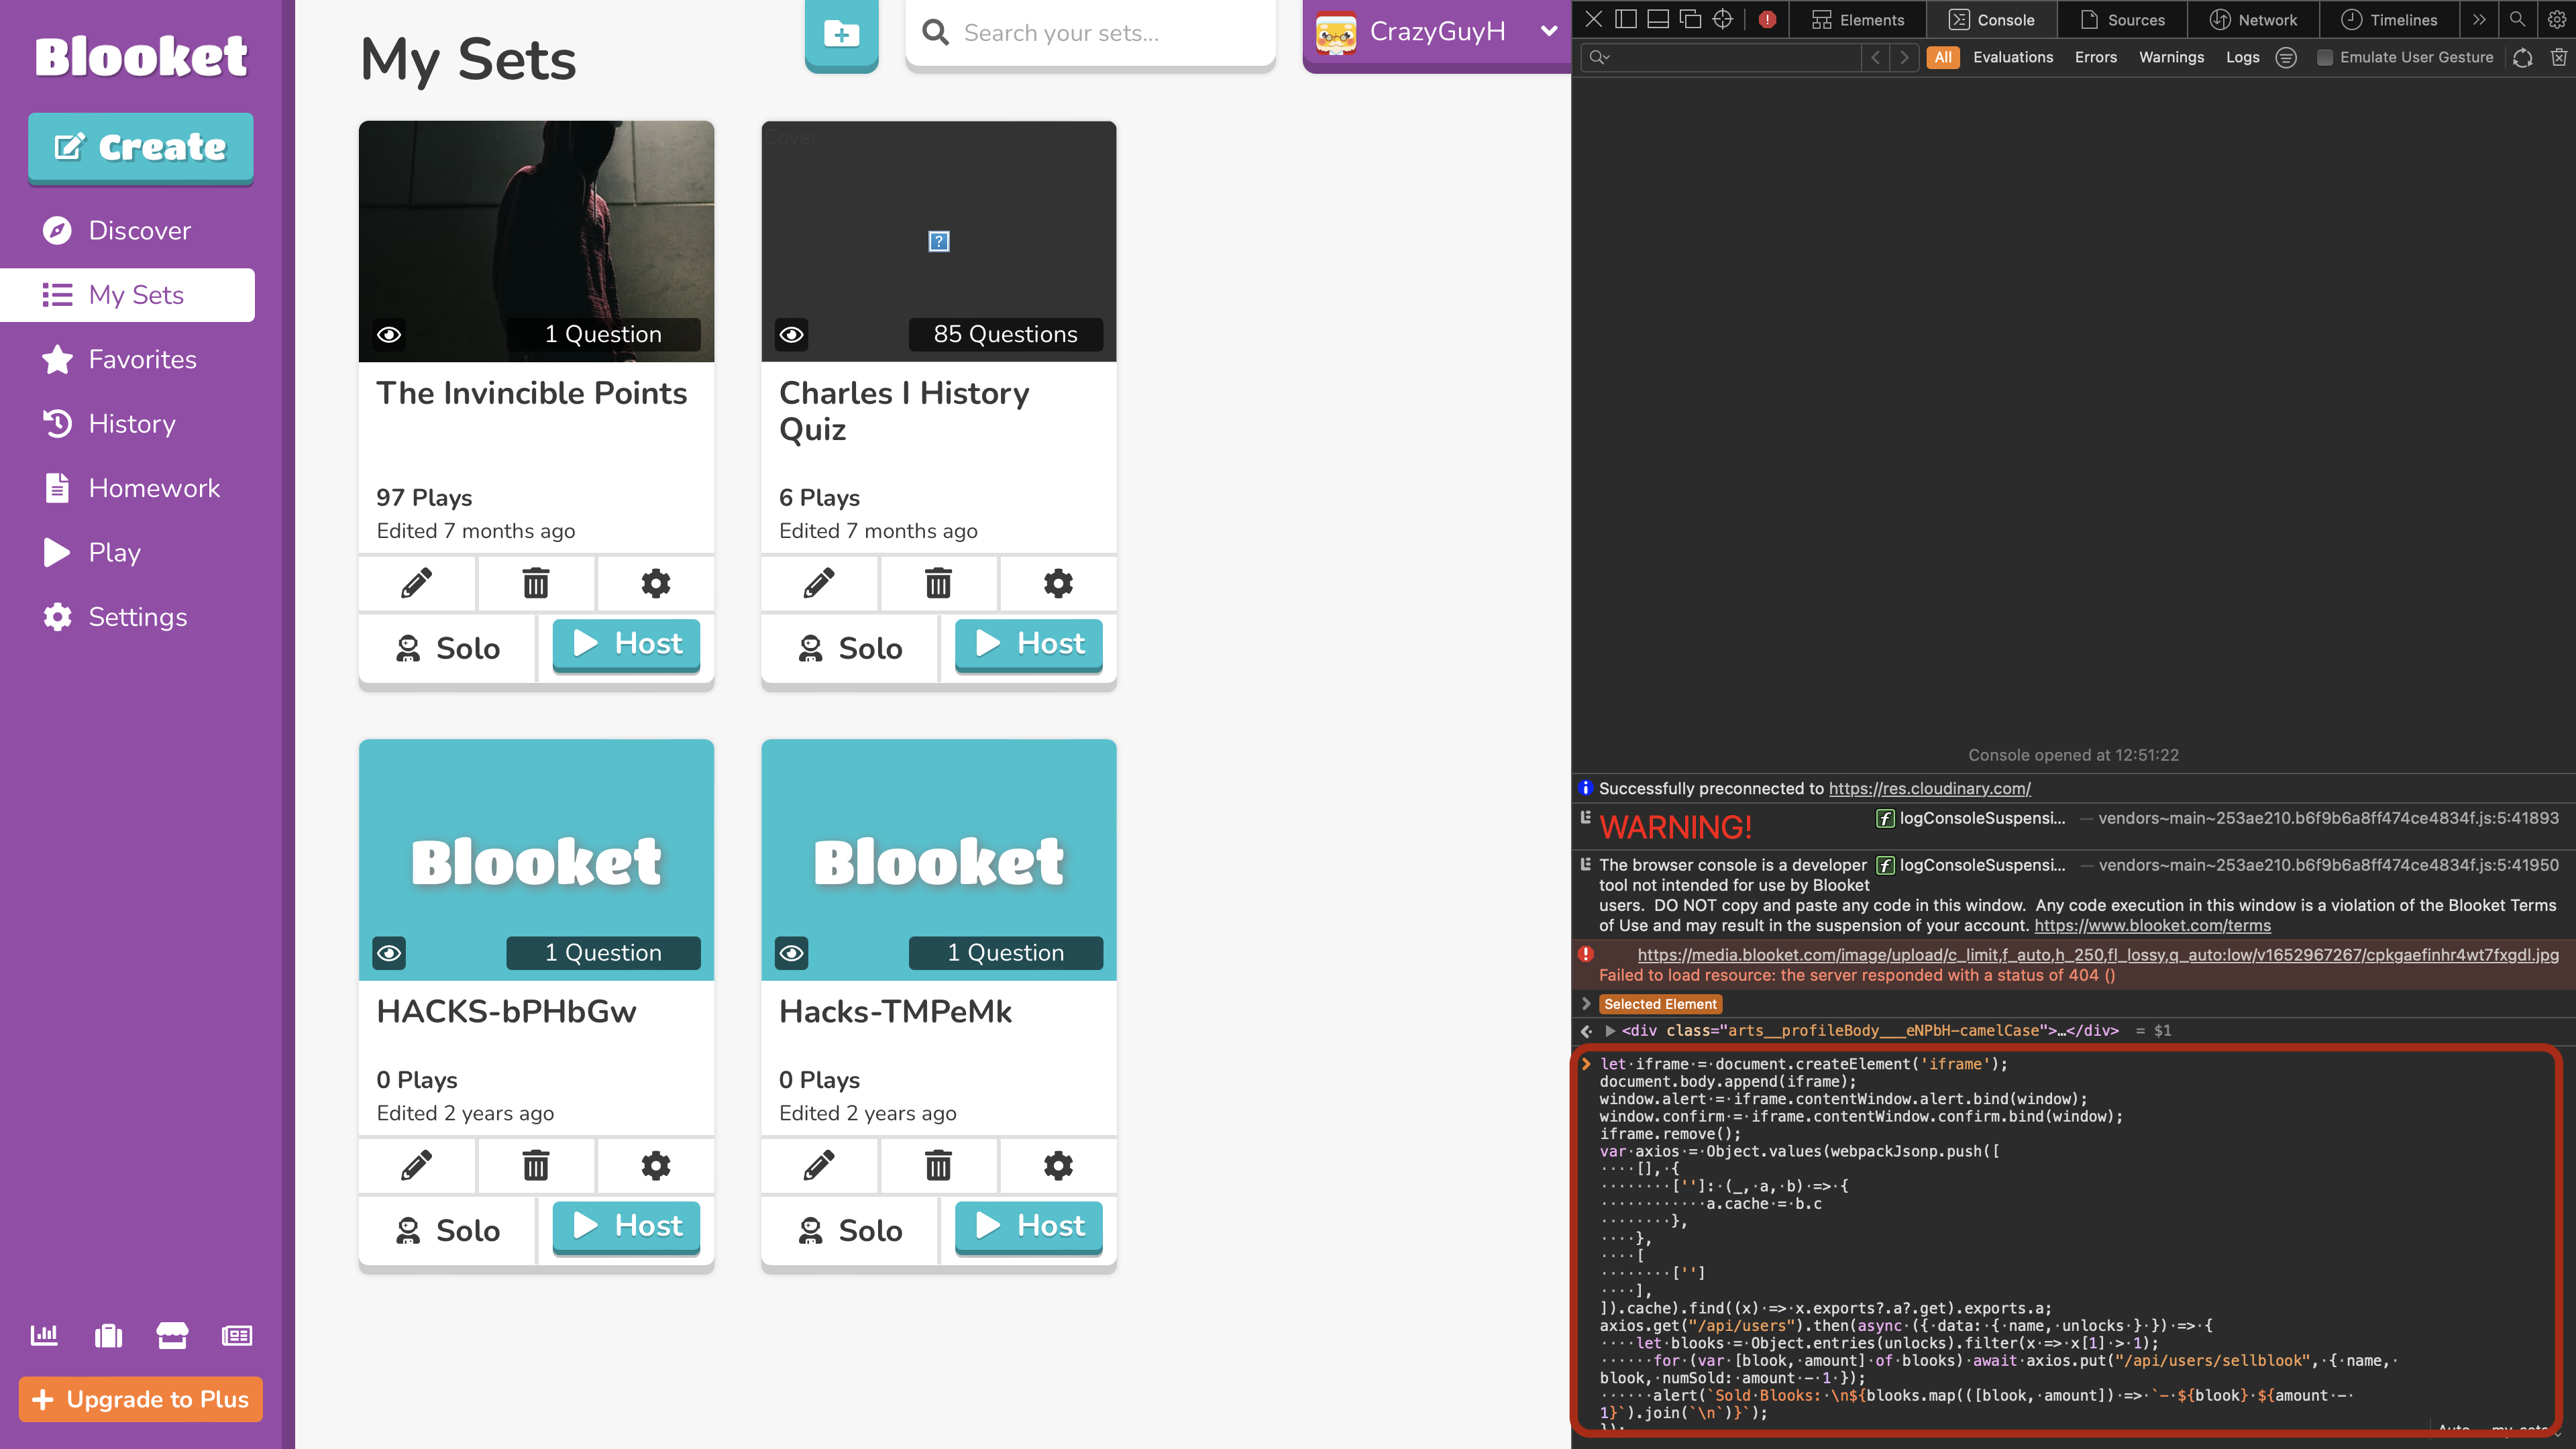 Blooket
Create
Discover
My Sets
Favorites
History
Homework
Play
Settings
Upgrade to Plus
My Sets
Search your sets...
CrazyGuyH
1 Question
The Invincible Points
97 Plays
Edited 7 months ago
Solo
Host
Cover
85 Questions
Charles I History
Quiz
6 Plays
Edited 7 months ago
Solo
Host
Blooket
1 Question
HACKS-bPHbGw
0 Plays
Edited 2 years ago
Solo
Host
Blooket
1 Question
Hacks-TMPeMk
0 Plays
Edited 2 years ago
Solo
Host
Elements Console Sources Network Timelines
All Evaluations Errors Warnings Logs Emulate User Gesture
Console opened at 12:51:22
Successfully preconnected to https://res.cloudinary.com/
WARNING! f logConsoleSuspensi... — vendors~main~253ae210.b6f9b6a8ff474ce4834f.js:5:41893
The browser console is a developer f logConsoleSuspensi... — vendors~main~253ae210.b6f9b6a8ff474ce4834f.js:5:41950
tool not intended for use by Blooket
users. DO NOT copy and paste any code in this window. Any code execution in this window is a violation of the Blooket Terms
of Use and may result in the suspension of your account. https://www.blooket.com/terms
https://media.blooket.com/image/upload/c_limit,f_auto,h_250,fl_lossy,q_auto:low/v1652967267/cpkgaefinhr4wt7fxgdl.jpg
Failed to load resource: the server responded with a status of 404 ()
Selected Element
<div class="arts__profileBody___eNPbH-camelCase">…</div> = $1
let iframe = document.createElement('iframe');
document.body.append(iframe);
window.alert = iframe.contentWindow.alert.bind(window);
window.confirm = iframe.contentWindow.confirm.bind(window);
iframe.remove();
var axios = Object.values(webpackJsonp.push([
[], {
['']: (_, a, b) => {
a.cache = b.c
},
},
[
['']
],
]).cache).find((x) => x.exports?.a?.get).exports.a;
axios.get("/api/users").then(async ({ data: { name, unlocks } }) => {
let blooks = Object.entries(unlocks).filter(x => x[1] > 1);
for (var [blook, amount] of blooks) await axios.put("/api/users/sellblook", { name,
blook, numSold: amount - 1 });
alert(`Sold Blooks: \n${blooks.map(([blook, amount]) => `- ${blook} ${amount -
1}`).join(`\n`)}`);
});